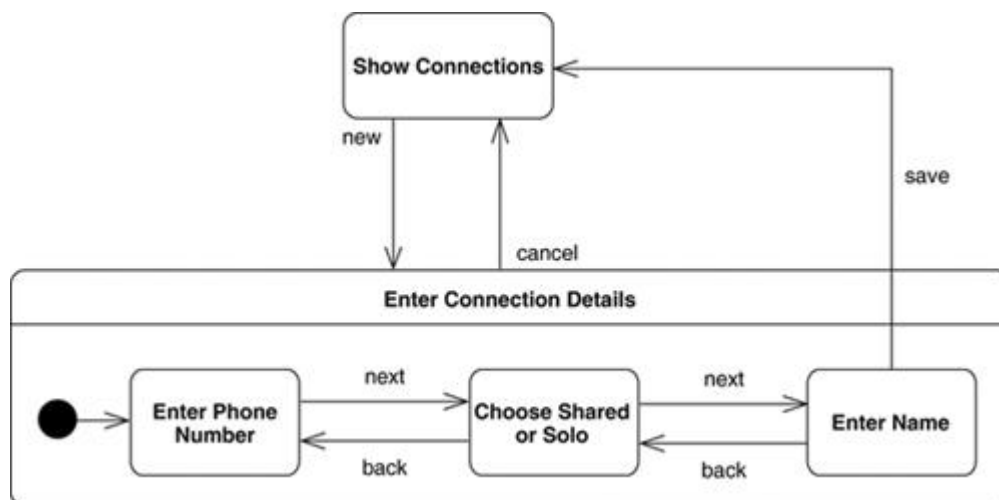 Show Connections
new
save
cancel
Enter Connection Details
next
next
Enter Phone
Number
Choose Shared
or Solo
Enter Name
back
back